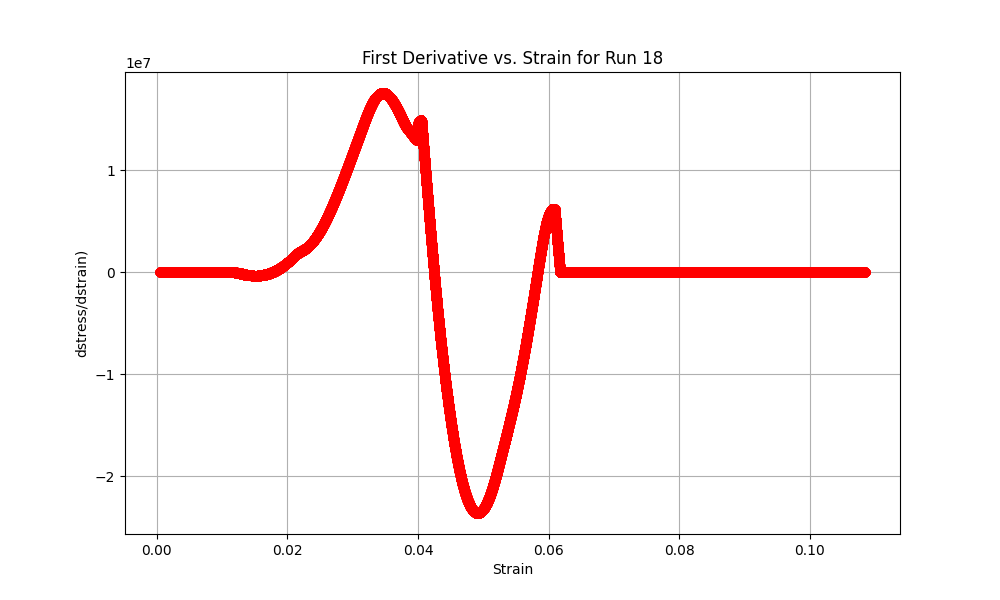 First Derivative vs. Strain for Run 18
1e7
1
0
−1
−2
dstress/dstrain)
0.00 0.02 0.04 0.06 0.08 0.10
Strain